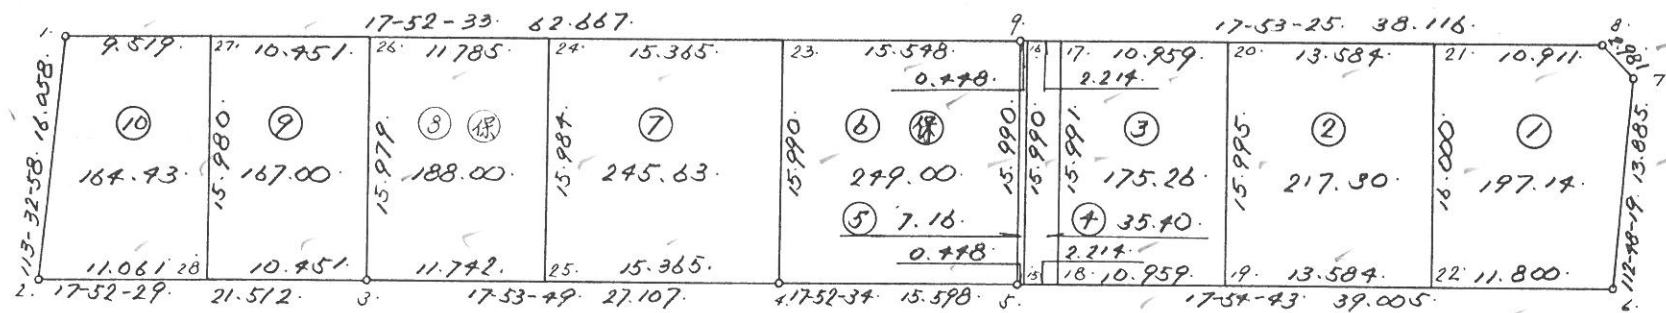 17-52-33. 62.667.
17-53-25. 38.116.
1. 9. 8.
9.519. 27. 10.451. 26. 11.785. 24. 15.365. 23 15.548. 16 17. 10.959. 20. 13.584. 21. 10.911. 2.981 7
0.448. 2.214.
113-32-58. 16.058. 15.980 15.979. 15.984. 15.990 15.990. 15.990. 15.991. 15.995. 16.000 13.885.
⑩ ⑨ ⑧ 保 ⑦ ⑥ 保 ③ ② ①
164.43. 167.00. 188.00. 245.63. 249.00. 175.26. 217.30. 197.14.
⑤ 7.16. ④ 35.40.
0.448. 2.214.
11.061 28 10.451. 11.742. 25. 15.365. 15 18. 10.959. 19. 13.584. 22. 11.800. 112-48-19.
2. 17-52-29. 21.512. 3. 17-53-49. 27.107. 4. 17-52-34. 15.598. 5. 17-54-43. 39.005. 6.